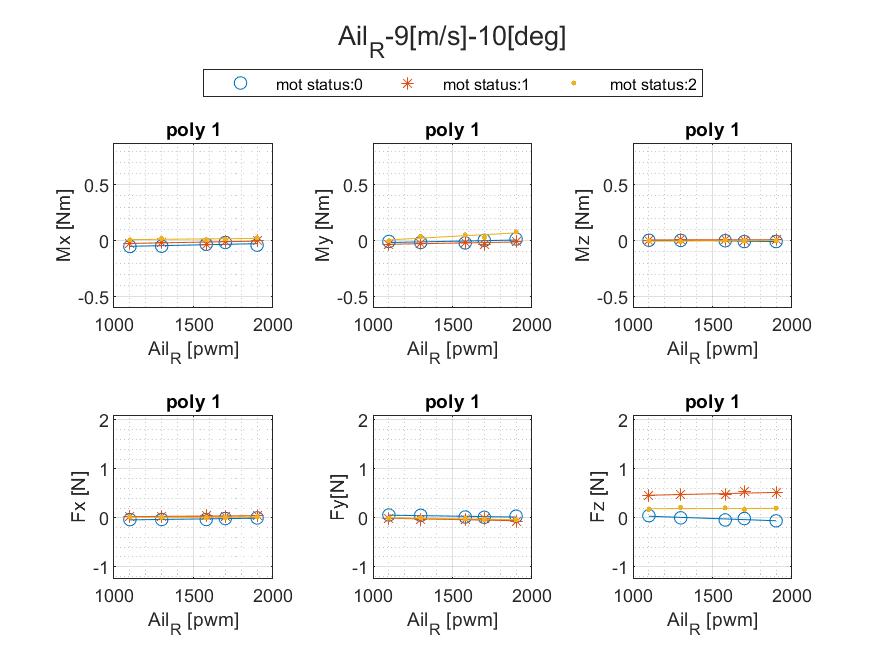 Ail_R-9[m/s]-10[deg]
mot status:0 mot status:1 mot status:2
poly 1 poly 1 poly 1
Mx [Nm] My [Nm] Mz [Nm]
0.5 0.5 0.5
0 0 0
-0.5 -0.5 -0.5
1000 1500 2000 1000 1500 2000 1000 1500 2000
Ail_R [pwm] Ail_R [pwm] Ail_R [pwm]
poly 1 poly 1 poly 1
Fx [N] Fy[N] Fz [N]
2 2 2
1 1 1
0 0 0
-1 -1 -1
1000 1500 2000 1000 1500 2000 1000 1500 2000
Ail_R [pwm] Ail_R [pwm] Ail_R [pwm]